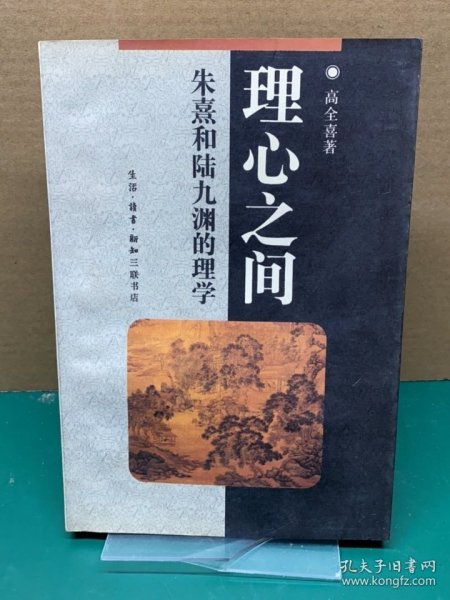 高全喜著
理心之间
朱熹和陆九渊的理学
生活·讀書·新知三联书店
孔夫子旧书网
www.kongfz.com